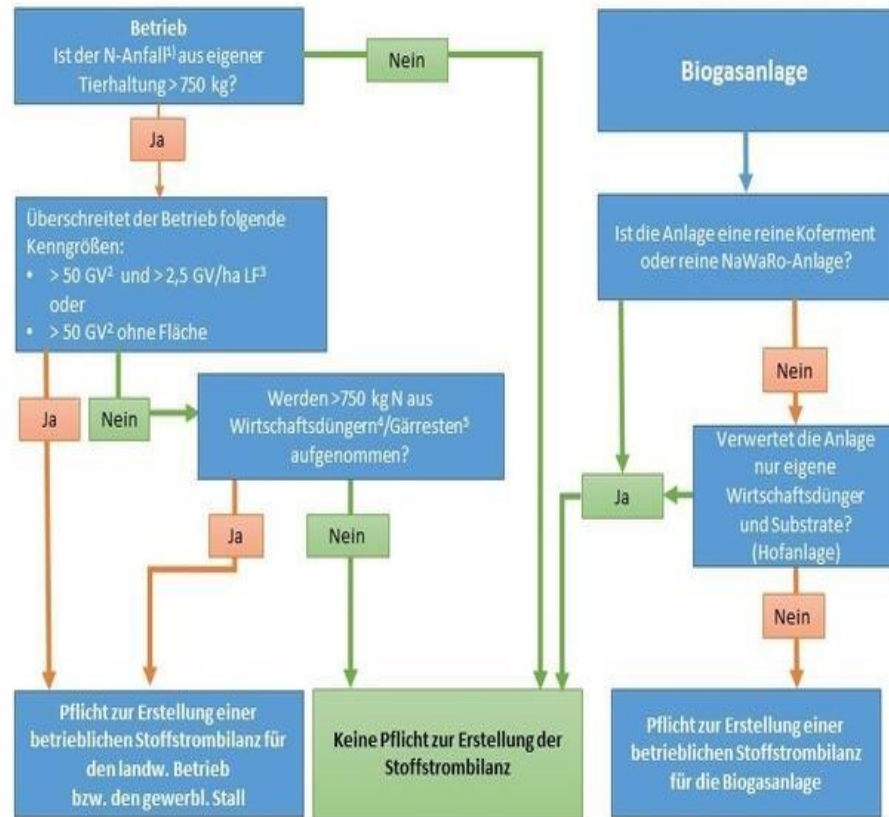 Betrieb
Ist der N-Anfall¹⁾ aus eigener
Tierhaltung > 750 kg?
Nein
Ja
Überschreitet der Betrieb folgende
Kenngrößen:
• > 50 GV² und > 2,5 GV/ha LF³
oder
• > 50 GV² ohne Fläche
Ja
Nein
Werden >750 kg N aus
Wirtschaftsdüngern⁴/Gärresten⁵
aufgenommen?
Ja
Nein
Pflicht zur Erstellung einer
betrieblichen Stoffstrombilanz für
den landw. Betrieb
bzw. den gewerbl. Stall
Keine Pflicht zur Erstellung der
Stoffstrombilanz
Biogasanlage
Ist die Anlage eine reine Koferment
oder reine NaWaRo-Anlage?
Nein
Ja
Verwertet die Anlage
nur eigene
Wirtschaftsdünger
und Substrate?
(Hofanlage)
Nein
Pflicht zur Erstellung einer
betrieblichen Stoffstrombilanz
für die Biogasanlage